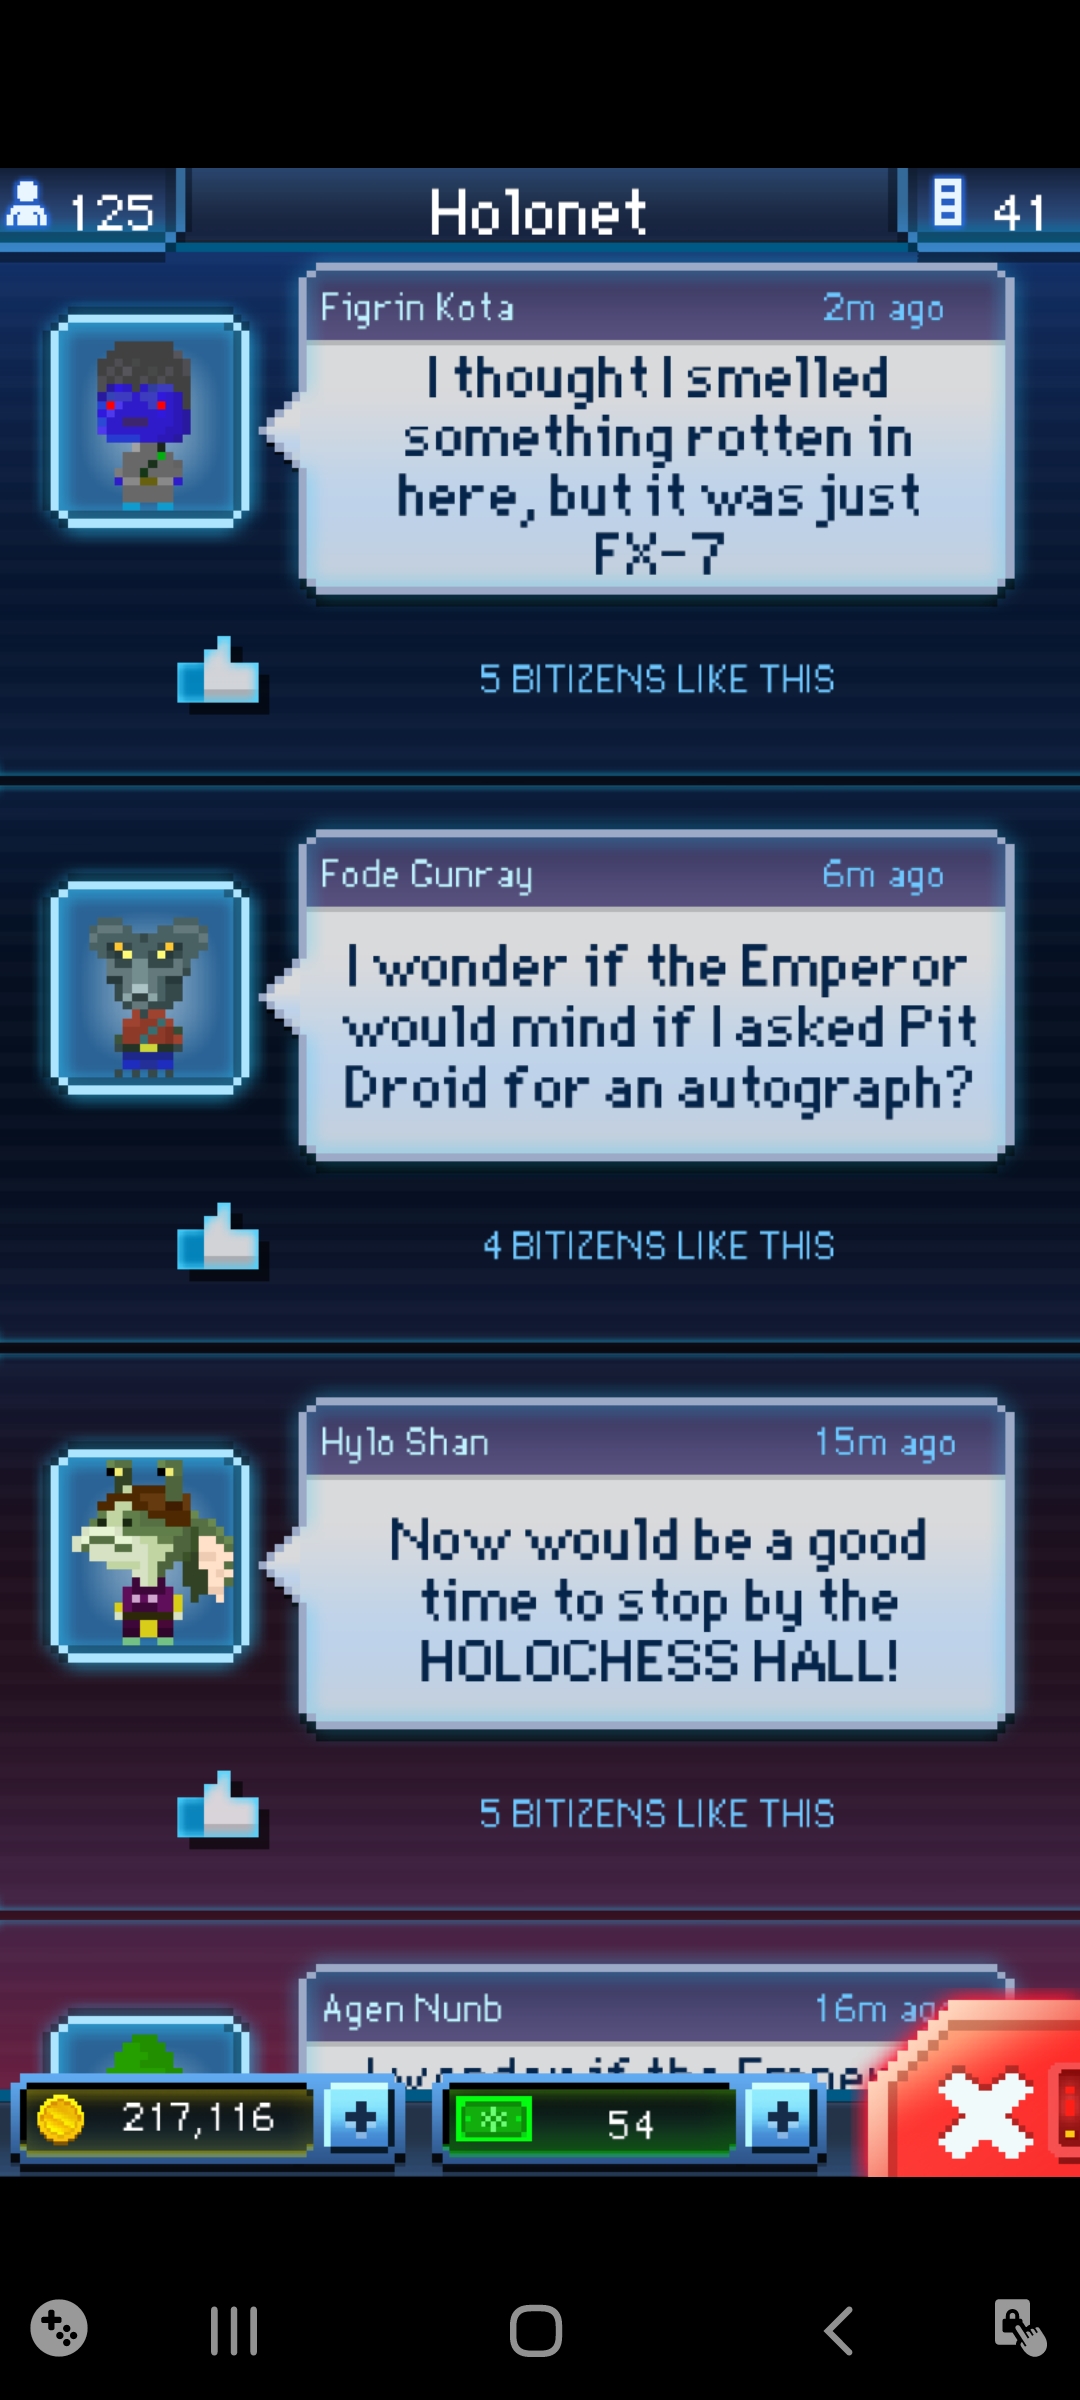 125
Holonet
41
Figrin Kota
2m ago
I thought I smelled
something rotten in
here, but it was just
FX-7
5 BITIZENS LIKE THIS
Fode Gunray
6m ago
I wonder if the Emperor
would mind if I asked Pit
Droid for an autograph?
4 BITIZENS LIKE THIS
Hylo Shan
15m ago
Now would be a good
time to stop by the
HOLOCHESS HALL!
5 BITIZENS LIKE THIS
Agen Nunb
16m ag
I wonder if the
217,116
54